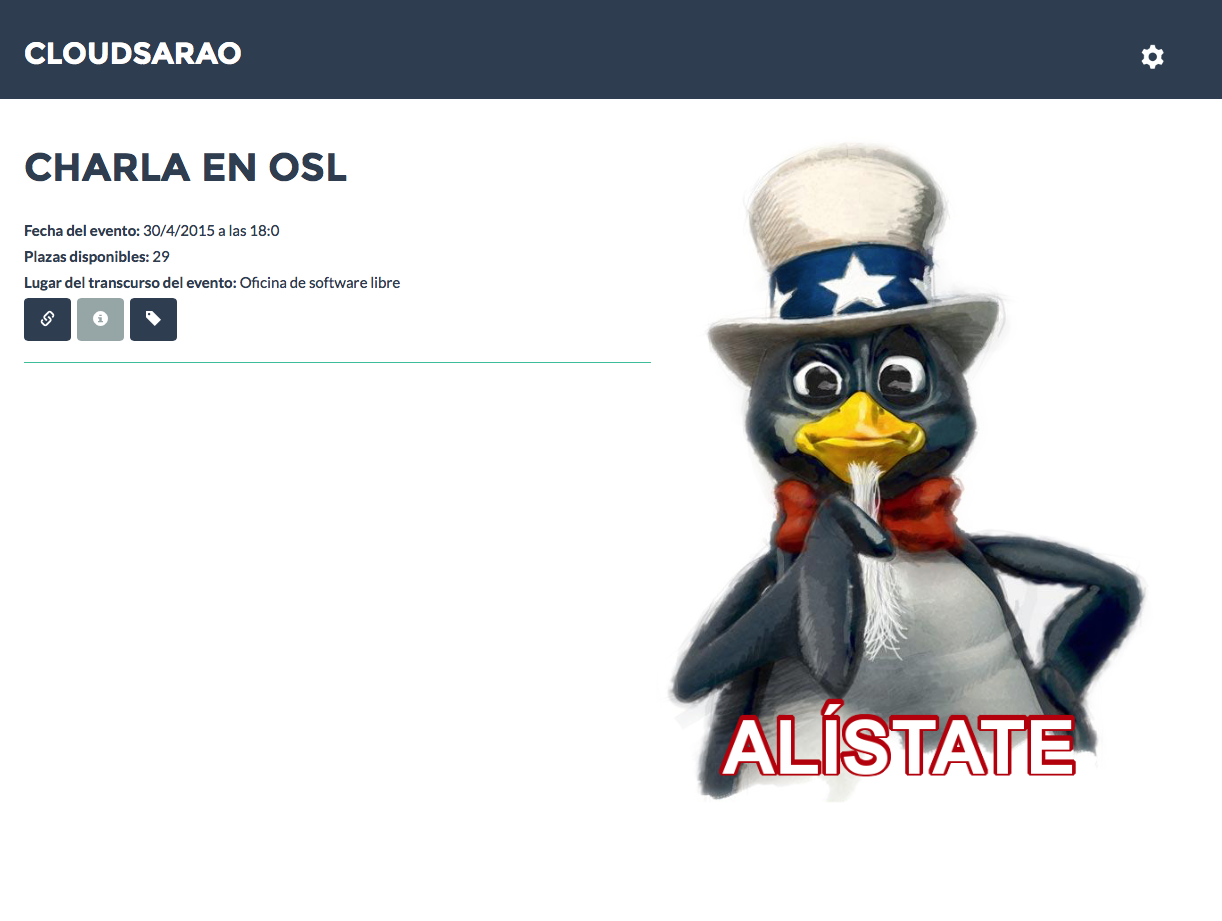 CLOUDSARAO
CHARLA EN OSL
Fecha del evento: 30/4/2015 a las 18:0
Plazas disponibles: 29
Lugar del transcurso del evento: Oficina de software libre
ALÍSTATE